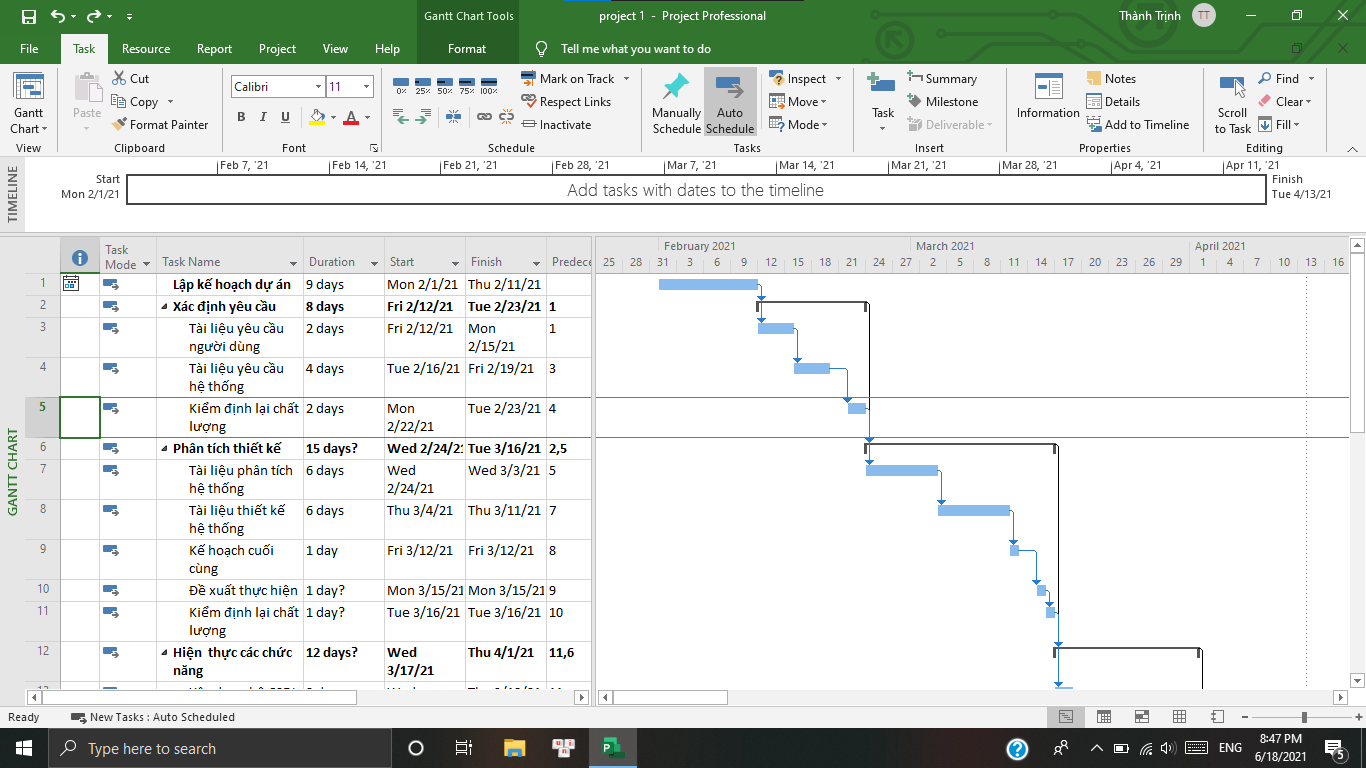 Gantt Chart Tools
project 1 - Project Professional
Thành Trịnh TT
File Task Resource Report Project View Help Format Tell me what you want to do
Gantt Chart
View
Paste
Cut
Copy
Format Painter
Clipboard
Calibri 11
B I U A
Font
0% 25% 50% 75% 100%
Mark on Track
Respect Links
Inactivate
Schedule
Manually Schedule
Auto Schedule
Inspect
Move
Mode
Tasks
Task
Summary
Milestone
Deliverable
Insert
Information
Notes
Details
Add to Timeline
Properties
Scroll to Task
Find
Clear
Fill
Editing
TIMELINE
Feb 7, '21 Feb 14, '21 Feb 21, '21 Feb 28, '21 Mar 7, '21 Mar 14, '21 Mar 21, '21 Mar 28, '21 Apr 4, '21 Apr 11, '21
Start
Mon 2/1/21
Add tasks with dates to the timeline
Finish
Tue 4/13/21
GANTT CHART
Task Mode Task Name Duration Start Finish Predece
February 2021 March 2021 April 2021
25 28 31 3 6 9 12 15 18 21 24 27 2 5 8 11 14 17 20 23 26 29 1 4 7 10 13 16
1 Lập kế hoạch dự án 9 days Mon 2/1/21 Thu 2/11/21
2 Xác định yêu cầu 8 days Fri 2/12/21 Tue 2/23/21 1
3 Tài liệu yêu cầu người dùng 2 days Fri 2/12/21 Mon 2/15/21 1
4 Tài liệu yêu cầu hệ thống 4 days Tue 2/16/21 Fri 2/19/21 3
5 Kiểm định lại chất lượng 2 days Mon 2/22/21 Tue 2/23/21 4
6 Phân tích thiết kế 15 days? Wed 2/24/21 Tue 3/16/21 2,5
7 Tài liệu phân tích hệ thống 6 days Wed 2/24/21 Wed 3/3/21 5
8 Tài liệu thiết kế hệ thống 6 days Thu 3/4/21 Thu 3/11/21 7
9 Kế hoạch cuối cùng 1 day Fri 3/12/21 Fri 3/12/21 8
10 Đề xuất thực hiện 1 day? Mon 3/15/21 Mon 3/15/21 9
11 Kiểm định lại chất lượng 1 day? Tue 3/16/21 Tue 3/16/21 10
12 Hiện thực các chức năng 12 days? Wed 3/17/21 Thu 4/1/21 11,6
Ready New Tasks : Auto Scheduled
Type here to search
ENG
8:47 PM
6/18/2021
5